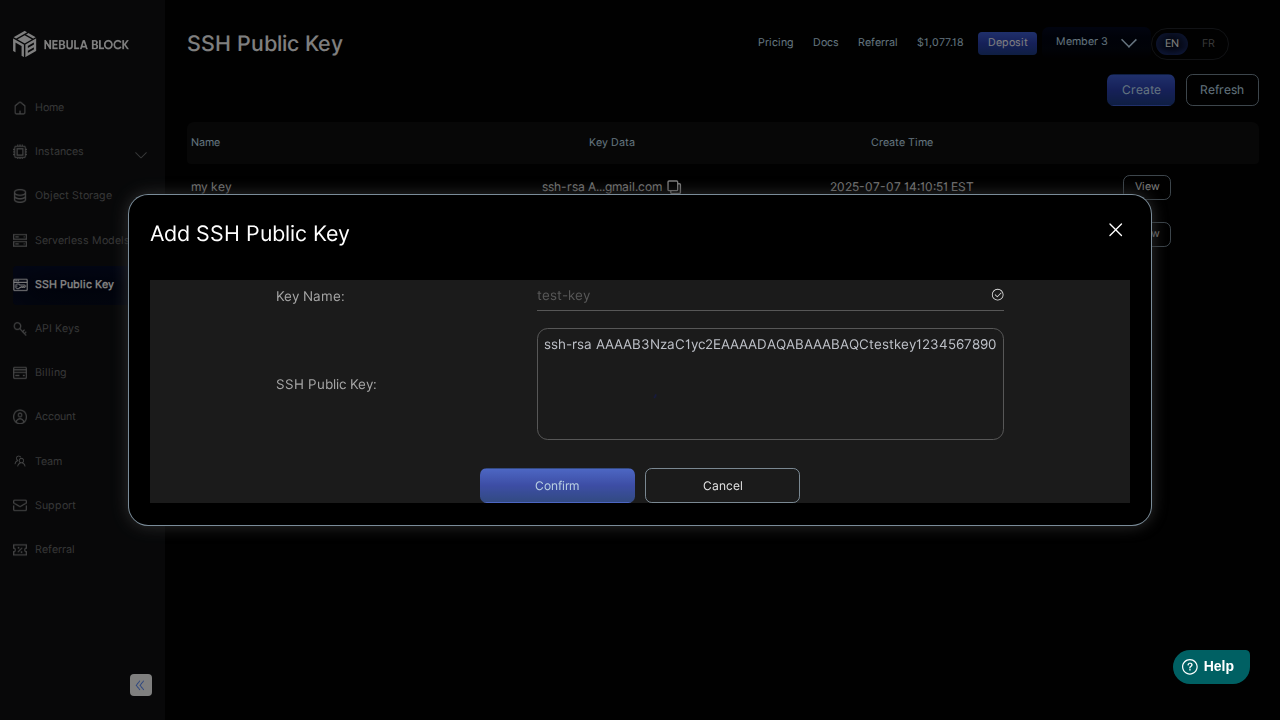 NEBULA BLOCK
SSH Public Key
Pricing
Docs
Referral
$1,077.18
Deposit
Member 3
EN
FR
Create
Refresh
Home
Instances
Object Storage
Serverless Models
SSH Public Key
API Keys
Billing
Account
Team
Support
Referral
Name
Key Data
Create Time
my key
ssh-rsa A...gmail.com
2025-07-07 14:10:51 EST
View
Add SSH Public Key
Key Name:
test-key
SSH Public Key:
ssh-rsa AAAAB3NzaC1yc2EAAAADAQABAAABAQCtestkey1234567890
Confirm
Cancel
Help